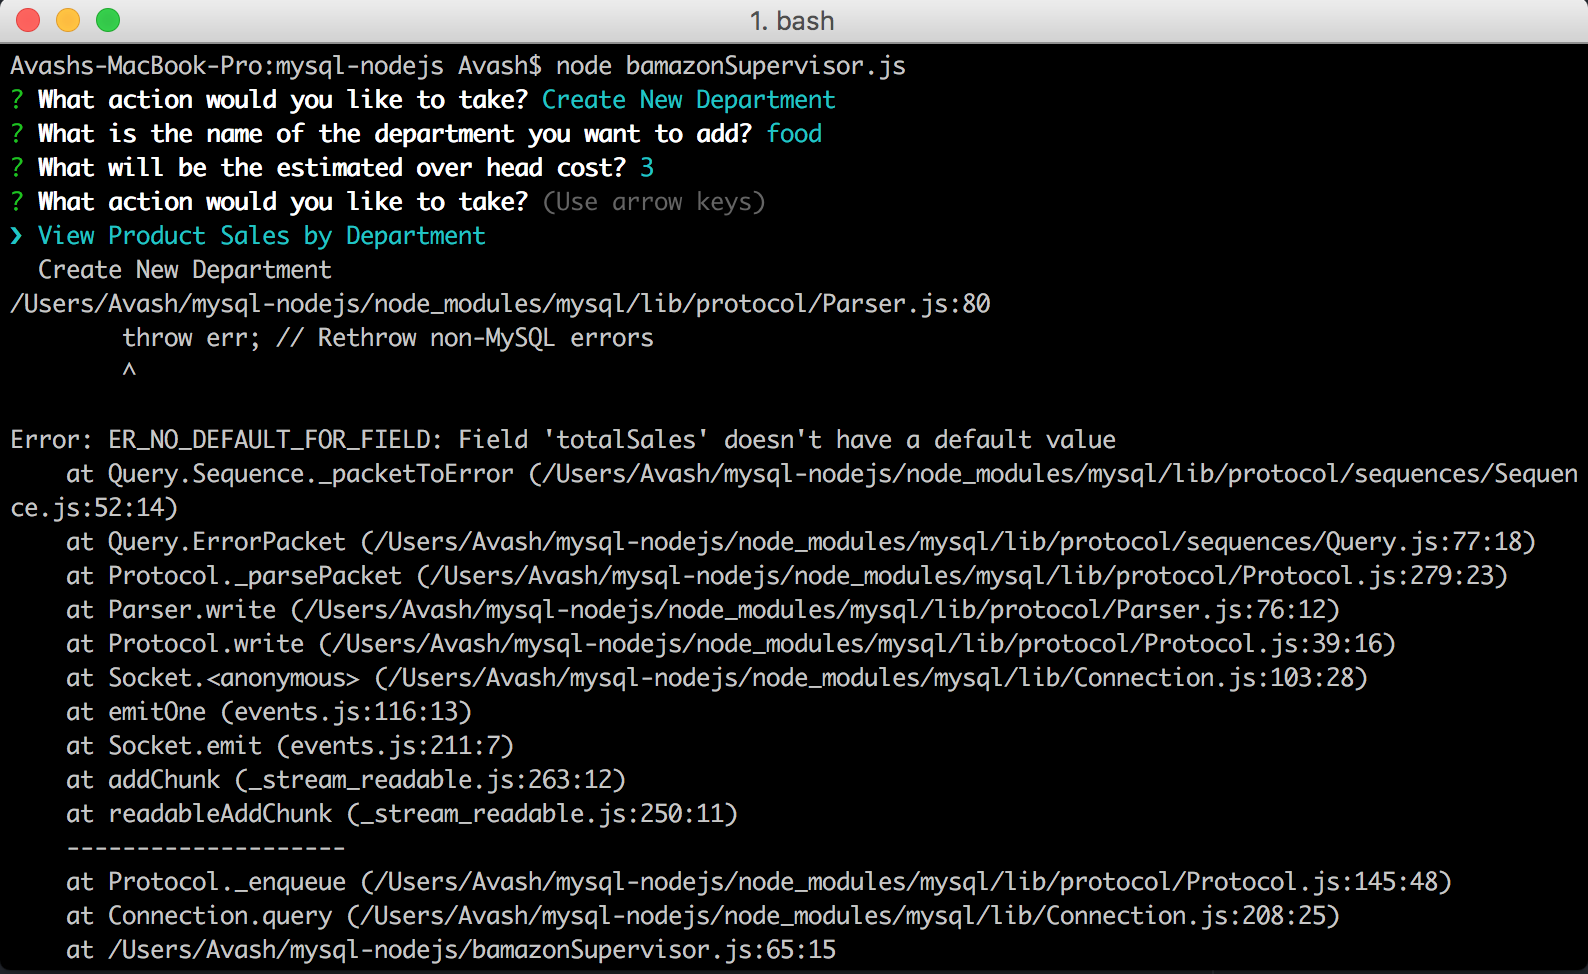 1. bash
Avashs-MacBook-Pro:mysql-nodejs Avash$ node bamazonSupervisor.js
? What action would you like to take? Create New Department
? What is the name of the department you want to add? food
? What will be the estimated over head cost? 3
? What action would you like to take? (Use arrow keys)
❯ View Product Sales by Department
  Create New Department
/Users/Avash/mysql-nodejs/node_modules/mysql/lib/protocol/Parser.js:80
        throw err; // Rethrow non-MySQL errors
        ^

Error: ER_NO_DEFAULT_FOR_FIELD: Field 'totalSales' doesn't have a default value
    at Query.Sequence._packetToError (/Users/Avash/mysql-nodejs/node_modules/mysql/lib/protocol/sequences/Sequen
ce.js:52:14)
    at Query.ErrorPacket (/Users/Avash/mysql-nodejs/node_modules/mysql/lib/protocol/sequences/Query.js:77:18)
    at Protocol._parsePacket (/Users/Avash/mysql-nodejs/node_modules/mysql/lib/protocol/Protocol.js:279:23)
    at Parser.write (/Users/Avash/mysql-nodejs/node_modules/mysql/lib/protocol/Parser.js:76:12)
    at Protocol.write (/Users/Avash/mysql-nodejs/node_modules/mysql/lib/protocol/Protocol.js:39:16)
    at Socket.<anonymous> (/Users/Avash/mysql-nodejs/node_modules/mysql/lib/Connection.js:103:28)
    at emitOne (events.js:116:13)
    at Socket.emit (events.js:211:7)
    at addChunk (_stream_readable.js:263:12)
    at readableAddChunk (_stream_readable.js:250:11)
    --------------------
    at Protocol._enqueue (/Users/Avash/mysql-nodejs/node_modules/mysql/lib/protocol/Protocol.js:145:48)
    at Connection.query (/Users/Avash/mysql-nodejs/node_modules/mysql/lib/Connection.js:208:25)
    at /Users/Avash/mysql-nodejs/bamazonSupervisor.js:65:15